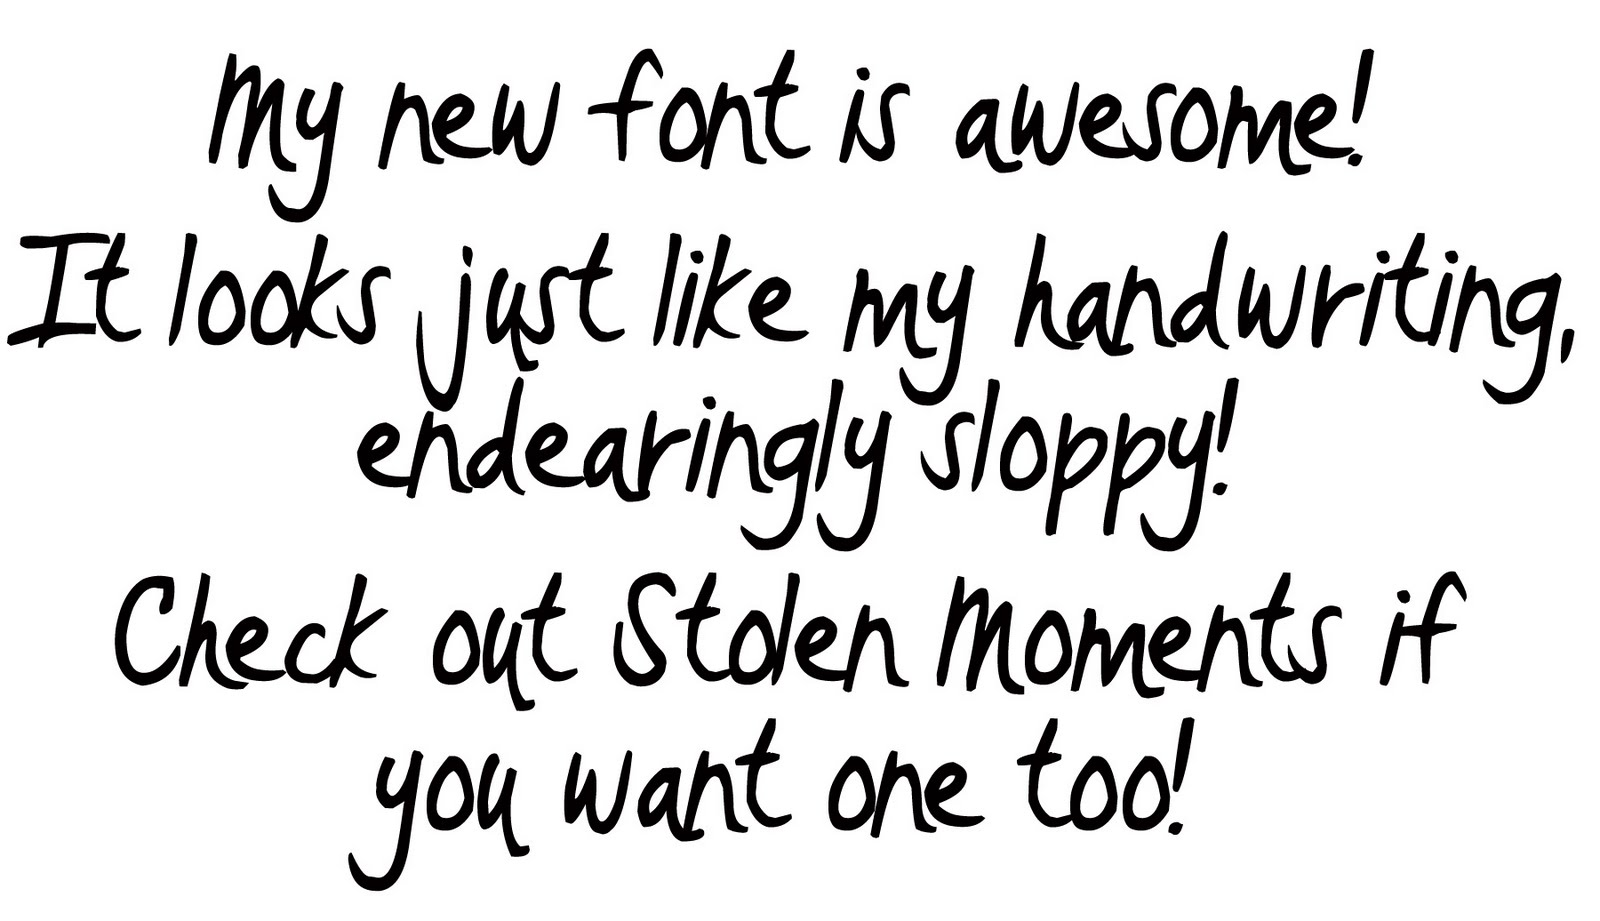 My new font is awesome!
It looks just like my handwriting,
endearingly sloppy!
Check out Stolen Moments if
you want one too!